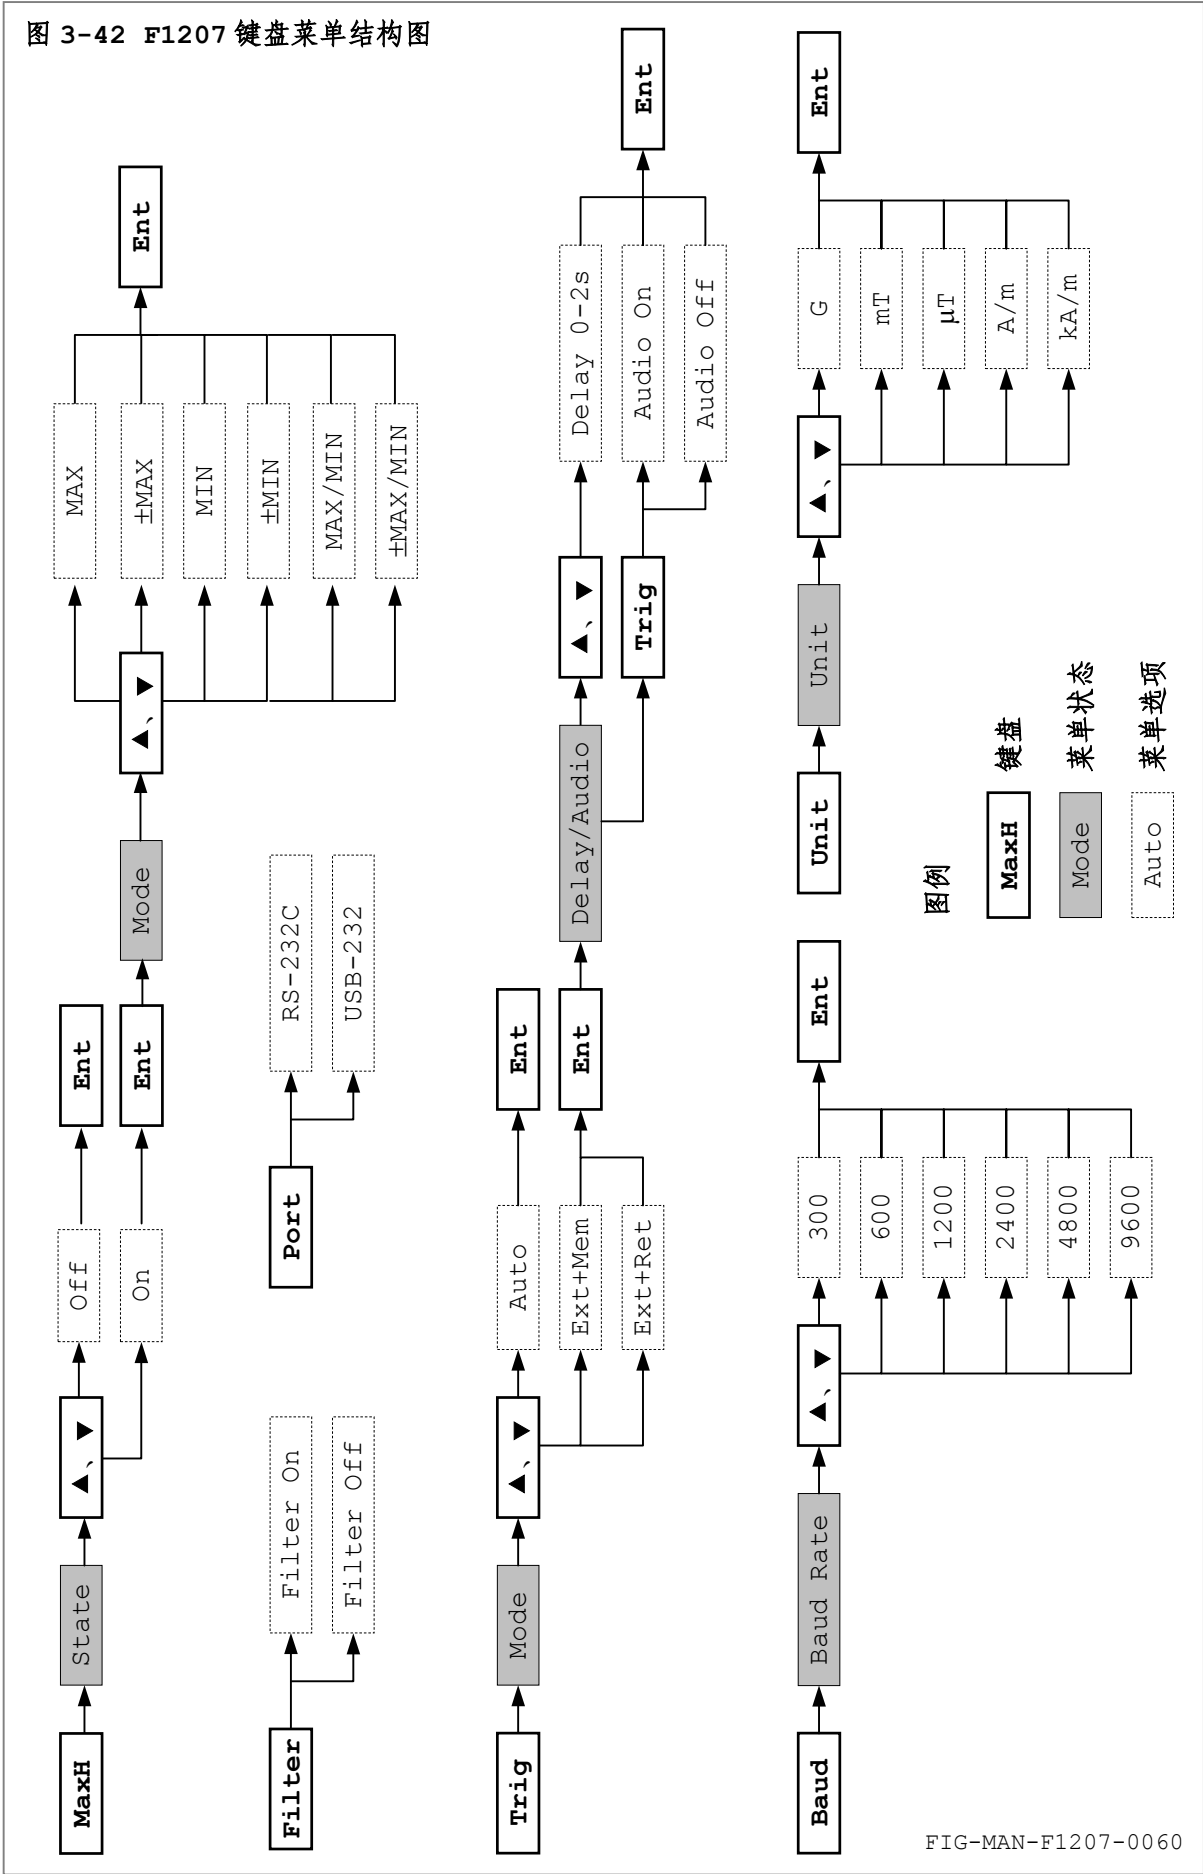 图 3-42 F1207 键盘菜单结构图
MaxH
State
▲、▼
Off
On
Ent
Ent
Mode
▲、▼
MAX
±MAX
MIN
±MIN
MAX/MIN
±MAX/MIN
Ent
Filter
Filter On
Filter Off
Port
RS-232C
USB-232
Trig
Mode
▲、▼
Auto
Ext+Mem
Ext+Ret
Ent
Ent
Delay/Audio
▲、▼
Trig
Delay 0-2s
Audio On
Audio Off
Ent
Baud
Baud Rate
▲、▼
300
600
1200
2400
4800
9600
Ent
Unit
Unit
▲、▼
G
mT
µT
A/m
kA/m
Ent
图例
MaxH 键盘
Mode 菜单状态
Auto 菜单选项
FIG-MAN-F1207-0060